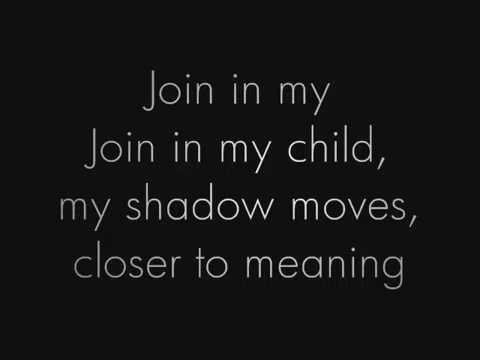 Join in my
Join in my child,
my shadow moves,
closer to meaning